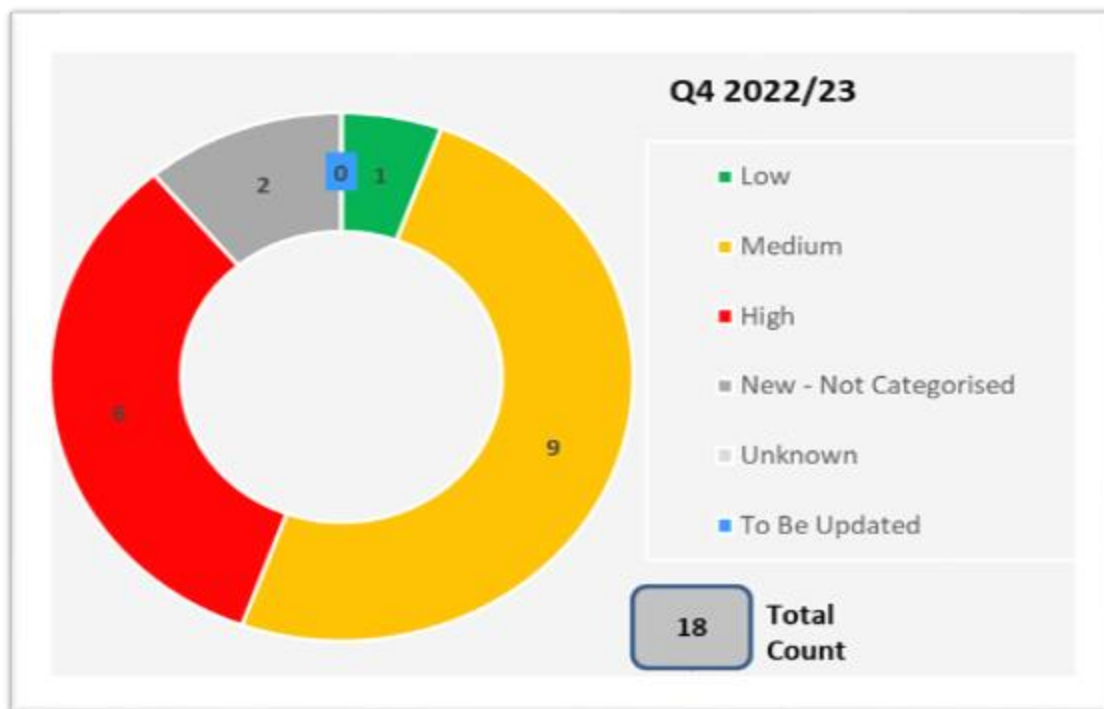 Q4 2022/23
2
0
1
6
9
Low
Medium
High
New - Not Categorised
Unknown
To Be Updated
18
Total
Count